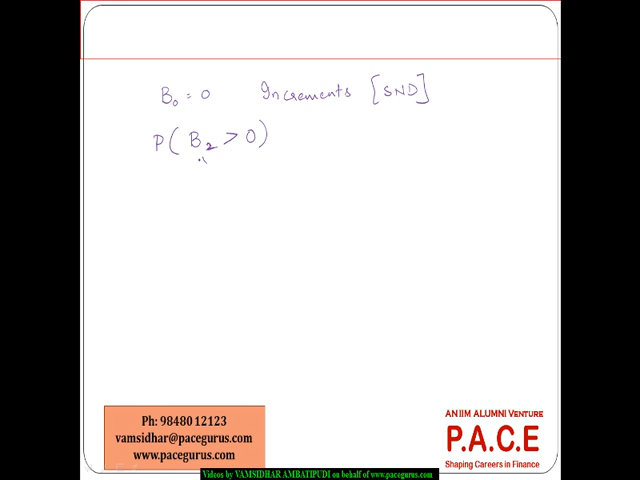 B₀ = 0 Increments [SND]
P( B₂ > 0)
Ph: 98480 12123
vamsidhar@pacegurus.com
www.pacegurus.com
AN IIM ALUMNI VENTURE
P.A.C.E
Shaping Careers in Finance
Videos by VAMSIDHAR AMBATIPUDI on behalf of www.pacegurus.com